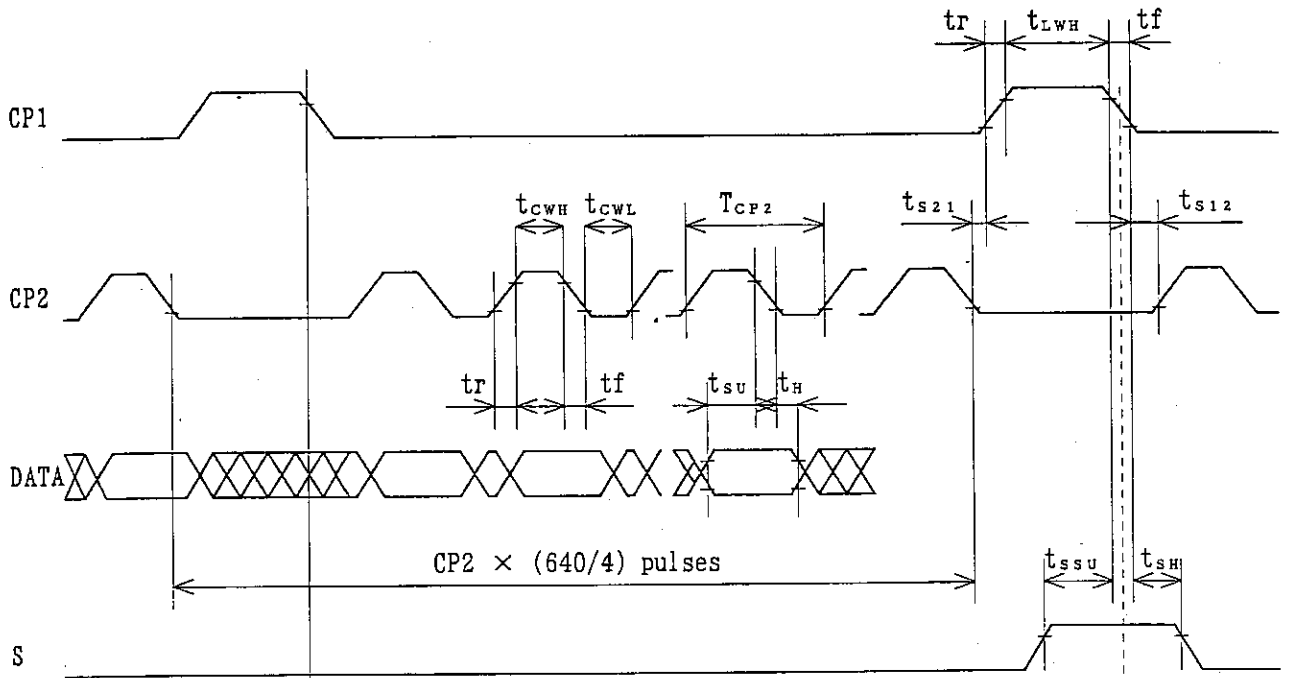 tr tLWH tf
CP1
tCWH tCWL TCP2 tS21 tS12
CP2
tr tf tSU tH
DATA
CP2 × (640/4) pulses
tSSU tSH
S